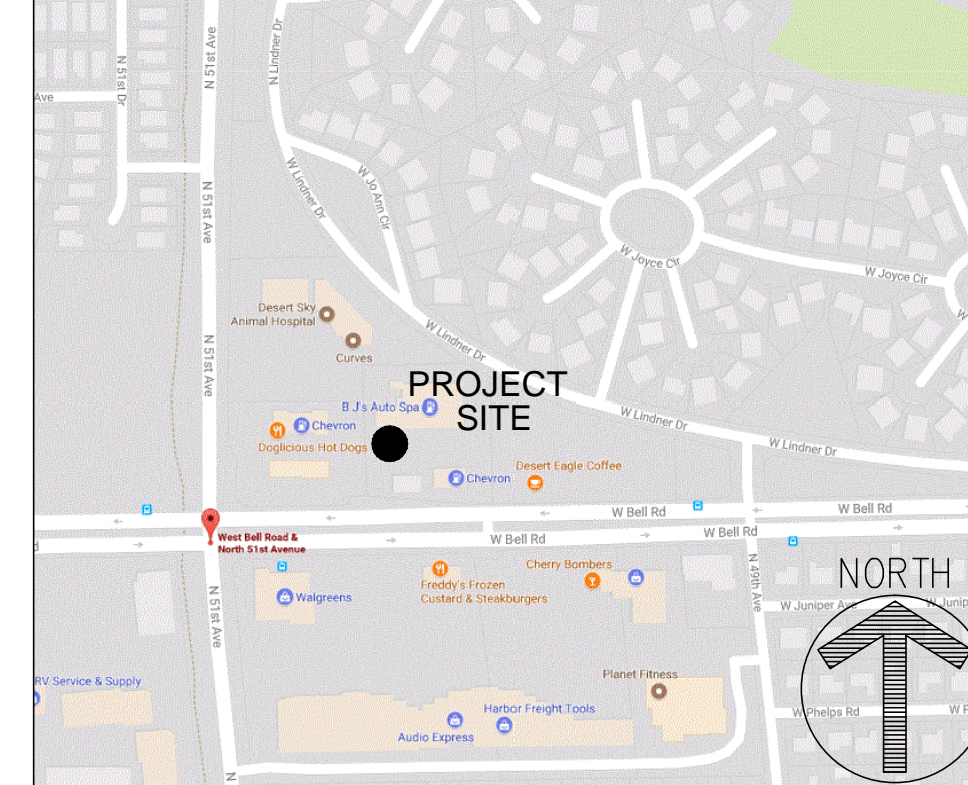 N Lindner Dr
N 51st Ave
N 51st Dr
Ave
W Lindner Dr
W Jo Ann Cir
N 51st Ave
W Joyce Cir
W Joyce Cir
W
Desert Sky
Animal Hospital
Curves
W Lindner Dr
N 51st Ave
PROJECT
SITE
B J's Auto Spa
Chevron
Doglicious Hot Dogs
W Lindner Dr
W Lindner Dr
Chevron
Desert Eagle Coffee
W Bell Rd
W Bell Rd
West Bell Road &
North 51st Avenue
d
W Bell Rd
W Bell Rd
Cherry Bombers
Freddy's Frozen
Custard & Steakburgers
Walgreens
N 51st Ave
N 49th Ave
NORTH
W Juniper Ave
W Junip
RV Service & Supply
Planet Fitness
Harbor Freight Tools
Audio Express
W Phelps Rd
W P
N